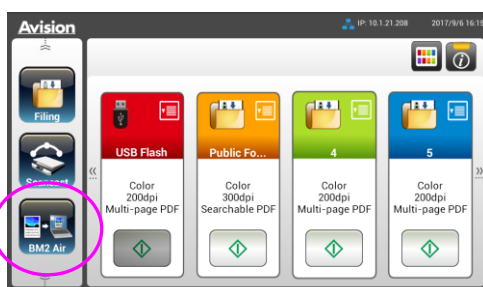 Avision
IP: 10.1.21.208 2017/9/6 16:15
Filing
BM2 Air
USB Flash
Color
200dpi
Multi-page PDF
Public Fo...
Color
300dpi
Searchable PDF
4
Color
200dpi
Multi-page PDF
5
Color
200dpi
Multi-page PDF